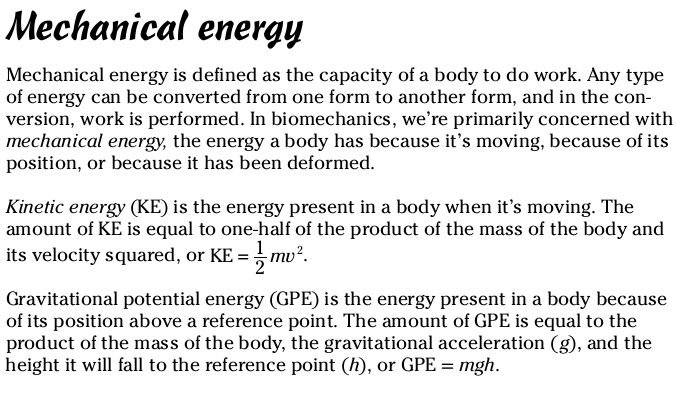 Mechanical energy
Mechanical energy is defined as the capacity of a body to do work. Any type
of energy can be converted from one form to another form, and in the con-
version, work is performed. In biomechanics, we're primarily concerned with
mechanical energy, the energy a body has because it's moving, because of its
position, or because it has been deformed.
Kinetic energy (KE) is the energy present in a body when it's moving. The
amount of KE is equal to one-half of the product of the mass of the body and
its velocity squared, or KE = 1/2 mv².
Gravitational potential energy (GPE) is the energy present in a body because
of its position above a reference point. The amount of GPE is equal to the
product of the mass of the body, the gravitational acceleration (g), and the
height it will fall to the reference point (h), or GPE = mgh.